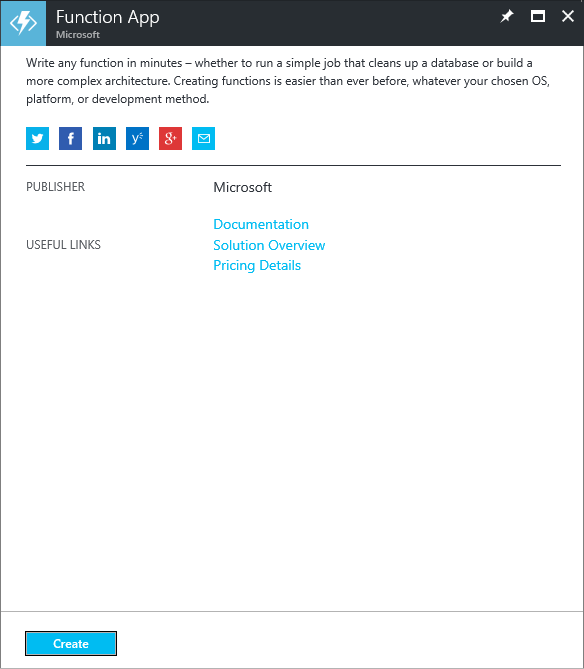 Function App
Microsoft
Write any function in minutes – whether to run a simple job that cleans up a database or build a
more complex architecture. Creating functions is easier than ever before, whatever your chosen OS,
platform, or development method.
PUBLISHER
Microsoft
Documentation
USEFUL LINKS
Solution Overview
Pricing Details
Create